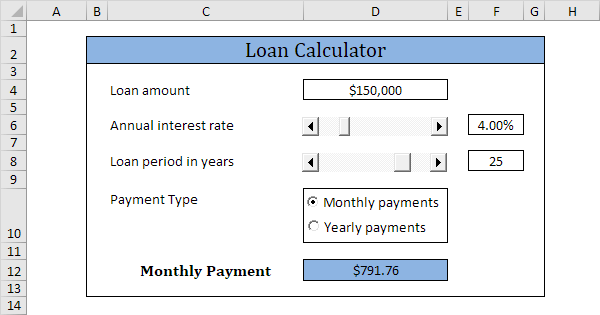 A B C D E F G H
1
2 Loan Calculator
3
4 Loan amount $150,000
5
6 Annual interest rate 4.00%
7
8 Loan period in years 25
9
Payment Type Monthly payments
10 Yearly payments
11
12 Monthly Payment $791.76
13
14